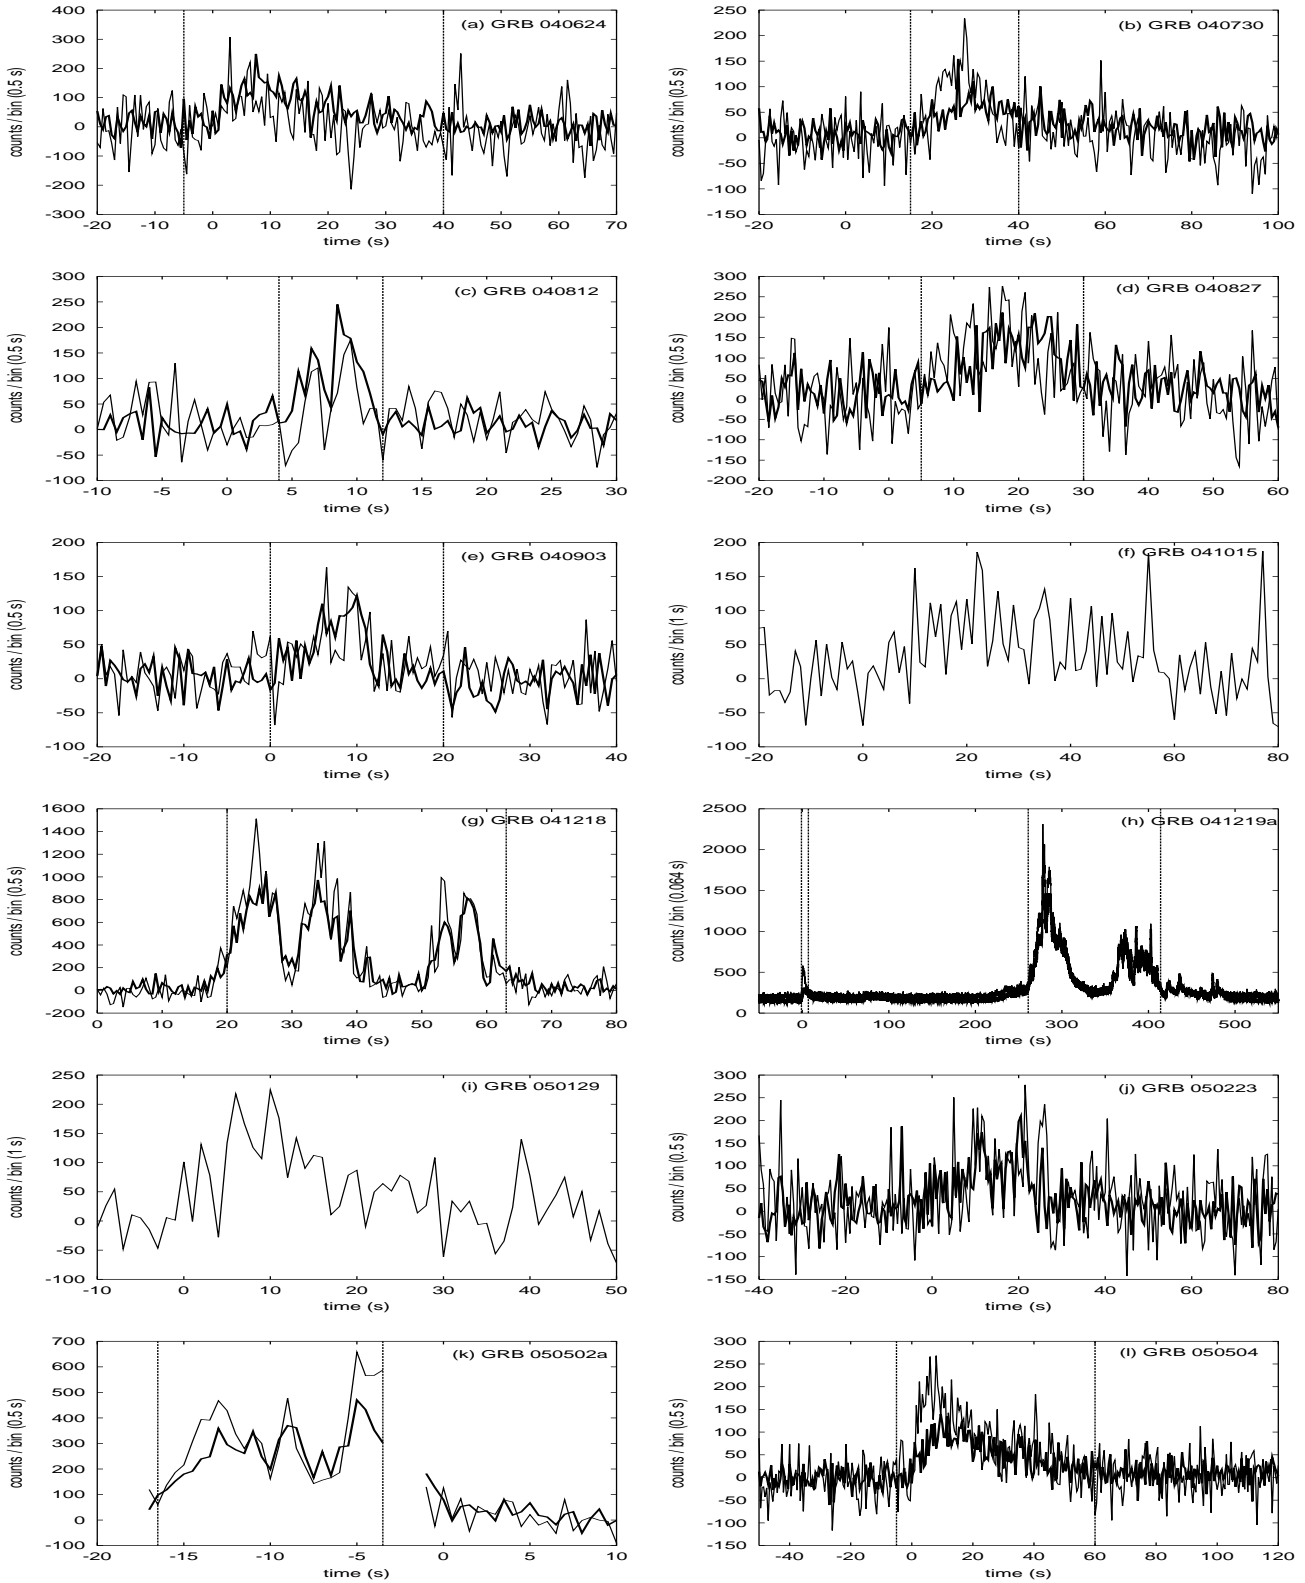 (a) GRB 040624
counts / bin (0.5 s)
400
300
200
100
0
-100
-200
-300
-20 -10 0 10 20 30 40 50 60 70
time (s)
(b) GRB 040730
counts / bin (0.5 s)
250
200
150
100
50
0
-50
-100
-150
-20 0 20 40 60 80 100
time (s)
(c) GRB 040812
counts / bin (0.5 s)
300
250
200
150
100
50
0
-50
-100
-10 -5 0 5 10 15 20 25 30
time (s)
(d) GRB 040827
counts / bin (0.5 s)
300
250
200
150
100
50
0
-50
-100
-150
-200
-20 -10 0 10 20 30 40 50 60
time (s)
(e) GRB 040903
counts / bin (0.5 s)
200
150
100
50
0
-50
-100
-20 -10 0 10 20 30 40
time (s)
(f) GRB 041015
counts / bin (1 s)
200
150
100
50
0
-50
-100
-20 0 20 40 60 80
time (s)
(g) GRB 041218
counts / bin (0.5 s)
1600
1400
1200
1000
800
600
400
200
0
-200
0 10 20 30 40 50 60 70 80
time (s)
(h) GRB 041219a
counts / bin (0.064 s)
2500
2000
1500
1000
500
0
0 100 200 300 400 500
time (s)
(i) GRB 050129
counts / bin (1 s)
250
200
150
100
50
0
-50
-100
-10 0 10 20 30 40 50
time (s)
(j) GRB 050223
counts / bin (0.5 s)
300
250
200
150
100
50
0
-50
-100
-150
-40 -20 0 20 40 60 80
time (s)
(k) GRB 050502a
counts / bin (0.5 s)
700
600
500
400
300
200
100
0
-100
-20 -15 -10 -5 0 5 10
time (s)
(l) GRB 050504
counts / bin (0.5 s)
300
250
200
150
100
50
0
-50
-100
-150
-40 -20 0 20 40 60 80 100 120
time (s)